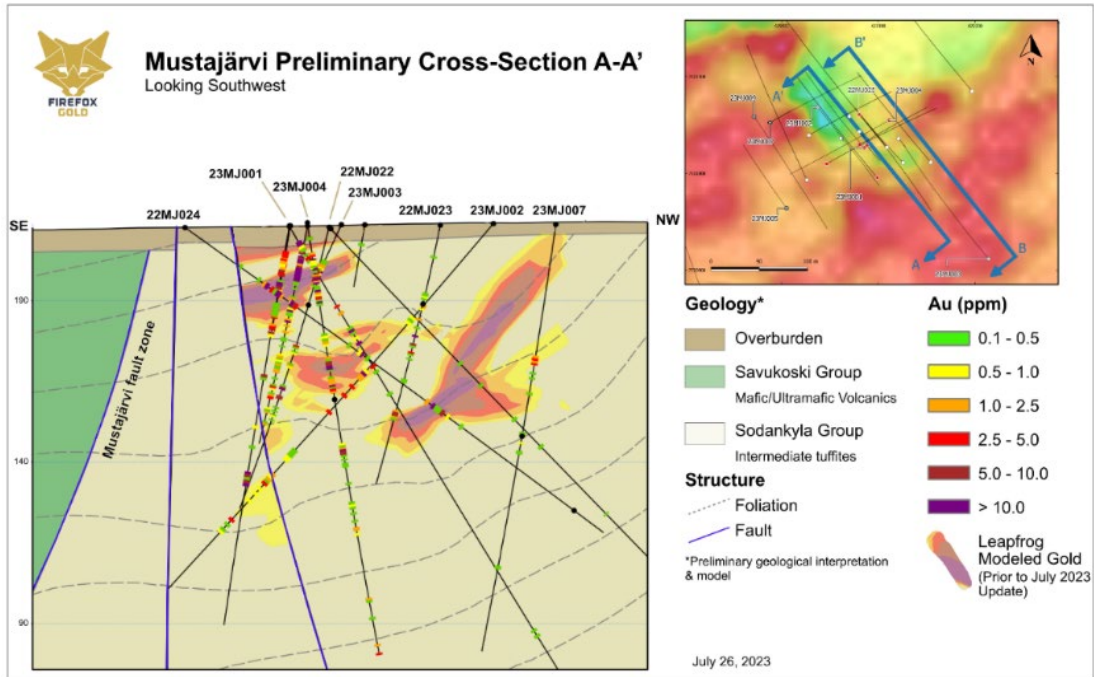 FIREFOX
GOLD
Mustajärvi Preliminary Cross-Section A-A'
Looking Southwest
23MJ001
23MJ004
22MJ022
23MJ003
22MJ024
22MJ023
23MJ002
23MJ007
SE
NW
190
140
90
Mustajärvi fault zone
A'
B'
A
B
N
23MJ004
23MJ005
Geology*
Overburden
Savukoski Group
Mafic/Ultramafic Volcanics
Sodankyla Group
Intermediate tuffites
Structure
Foliation
Fault
*Preliminary geological interpretation
& model
Au (ppm)
0.1 - 0.5
0.5 - 1.0
1.0 - 2.5
2.5 - 5.0
5.0 - 10.0
> 10.0
Leapfrog
Modeled Gold
(Prior to July 2023
Update)
July 26, 2023